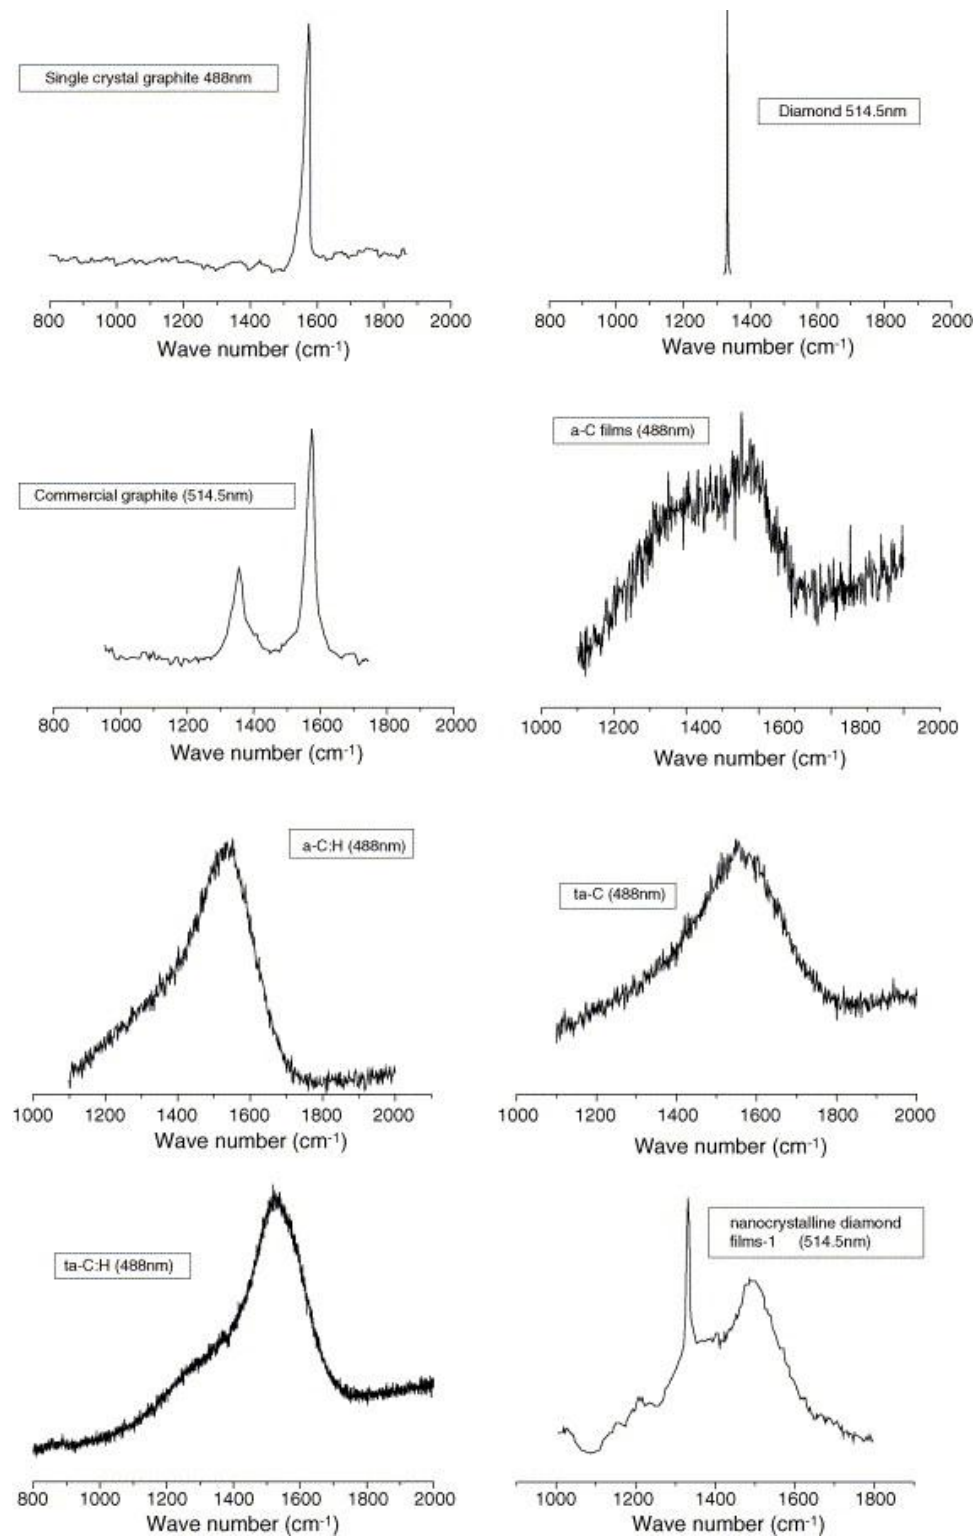 Single crystal graphite 488nm
800 1000 1200 1400 1600 1800 2000
Wave number (cm-1)
Diamond 514.5nm
800 1000 1200 1400 1600 1800 2000
Wave number (cm-1)
Commercial graphite (514.5nm)
800 1000 1200 1400 1600 1800 2000
Wave number (cm-1)
a-C films (488nm)
1000 1200 1400 1600 1800 2000
Wave number (cm-1)
a-C:H (488nm)
1000 1200 1400 1600 1800 2000
Wave number (cm-1)
ta-C (488nm)
1000 1200 1400 1600 1800 2000
Wave number (cm-1)
ta-C:H (488nm)
800 1000 1200 1400 1600 1800 2000
Wave number (cm-1)
nanocrystalline diamond
films-1 (514.5nm)
1000 1200 1400 1600 1800
Wave number (cm-1)